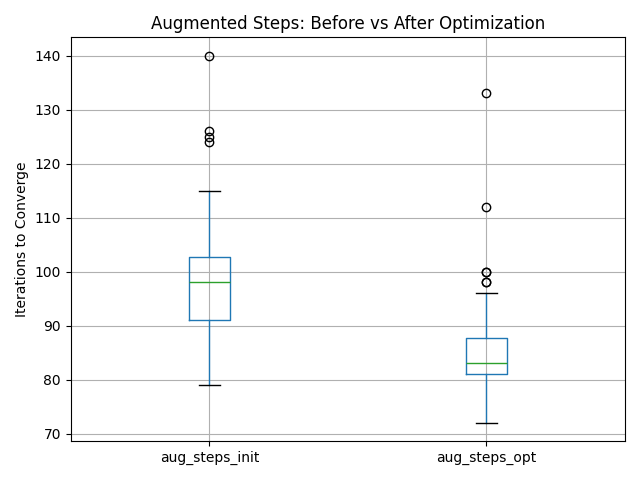 Augmented Steps: Before vs After Optimization
140
130
120
110
100
90
80
70
Iterations to Converge
aug_steps_init
aug_steps_opt